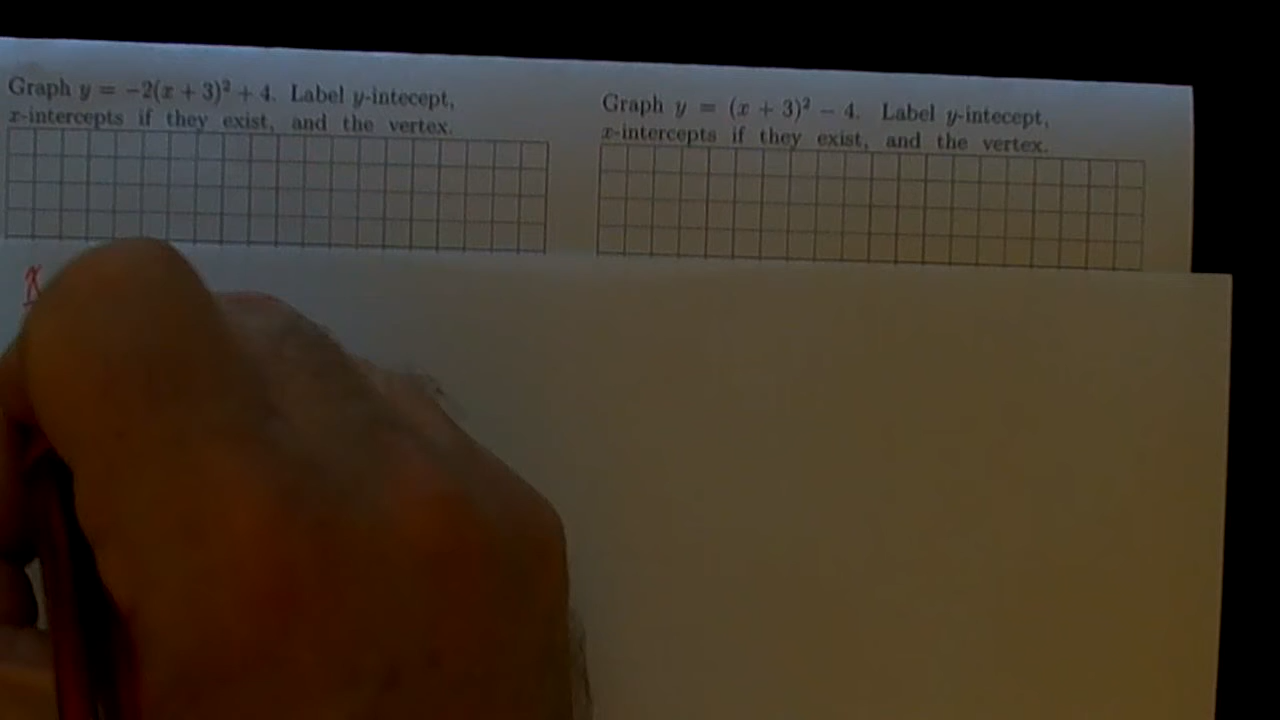 Graph y = −2(x + 3)² + 4. Label y-intecept,
x-intercepts if they exist, and the vertex.
Graph y = (x + 3)² − 4. Label y-intecept,
x-intercepts if they exist, and the vertex.
x